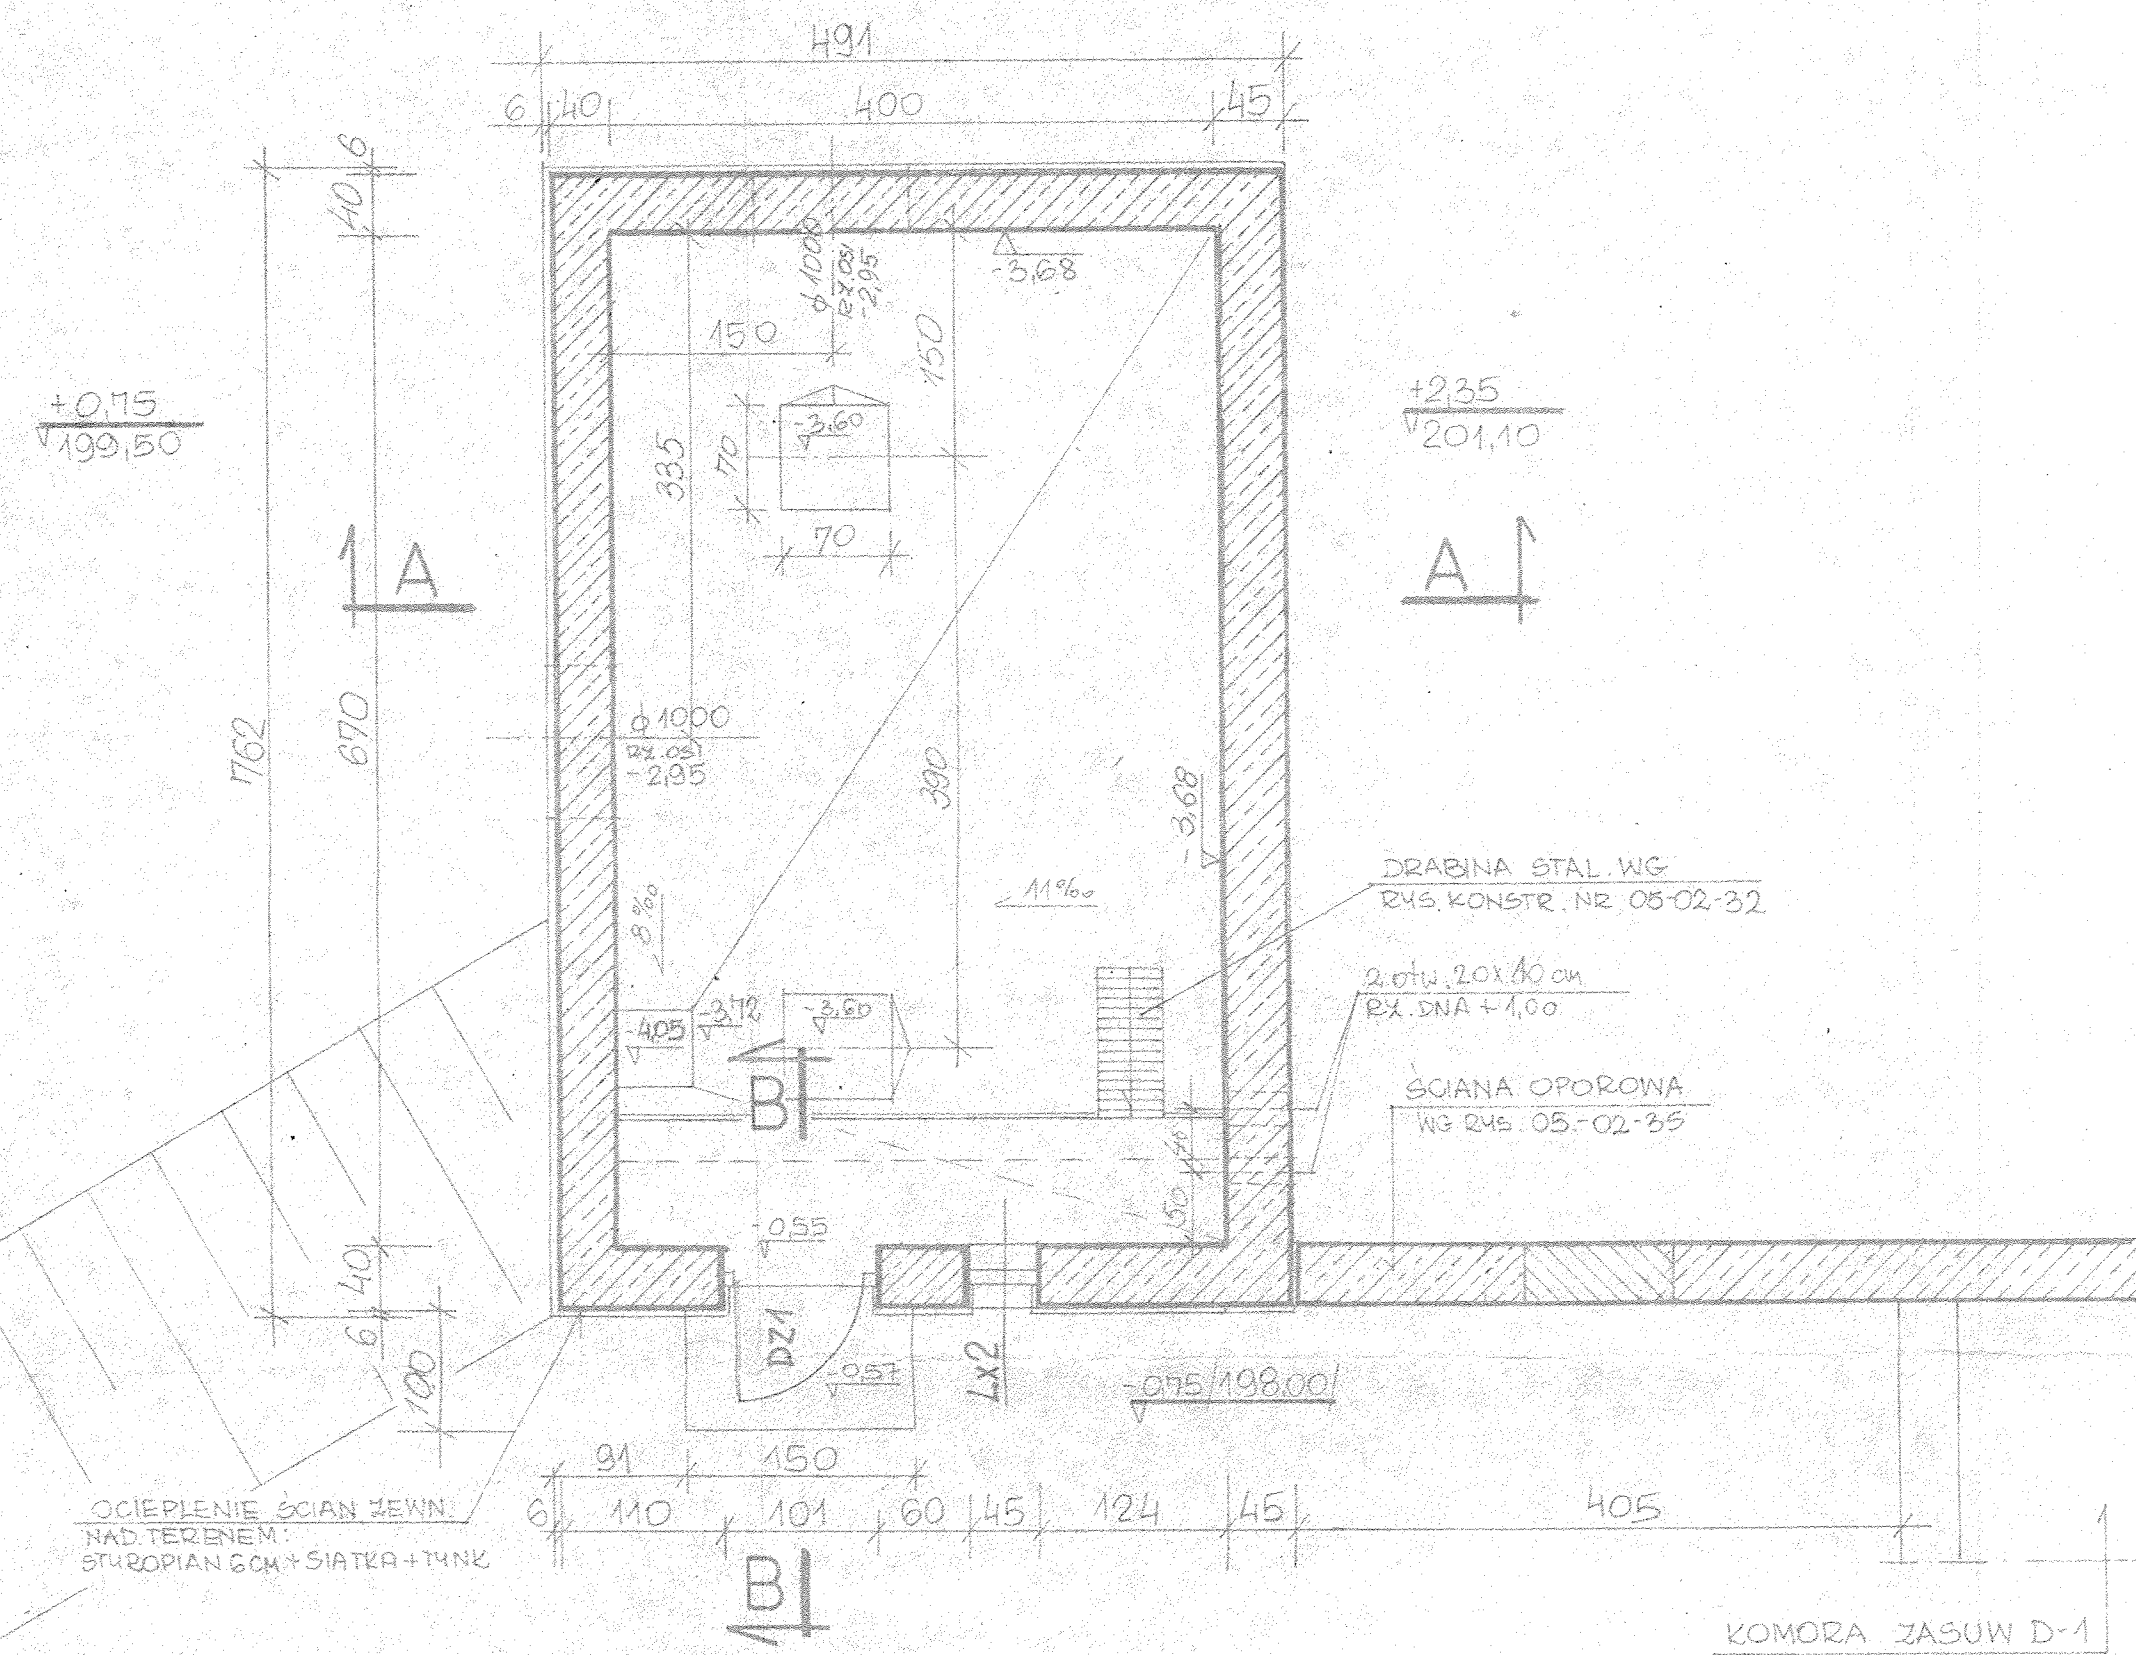 491
6 40 400 45
6
40
ϕ1000
RZ.OSI
-2,95
-3,68
150
150
+0,75
199,50
+2,35
201,10
-3,60
335
70
70
A
A
762
670
ϕ1000
RZ.OSI
-2,95
390
-3,68
8‰
11‰
DRABINA STAL. WG
RYS. KONSTR. NR 05-02-32
2 otw. 20x10 cm
RZ. DNA +1,00
-4,05
-3,72
-3,60
B
ŚCIANA OPOROWA
WG RYS. 05-02-35
40
50
-0,55
40
6
100
DZ1
Lx2
-0,57
-0,75/198,00/
91 150
6 110 101 60 45 124 45 405
OCIEPLENIE ŚCIAN ZEWN.
NAD TERENEM:
STYROPIAN 6CM+SIATKA+TYNK
B
KOMORA ZASUW D-1